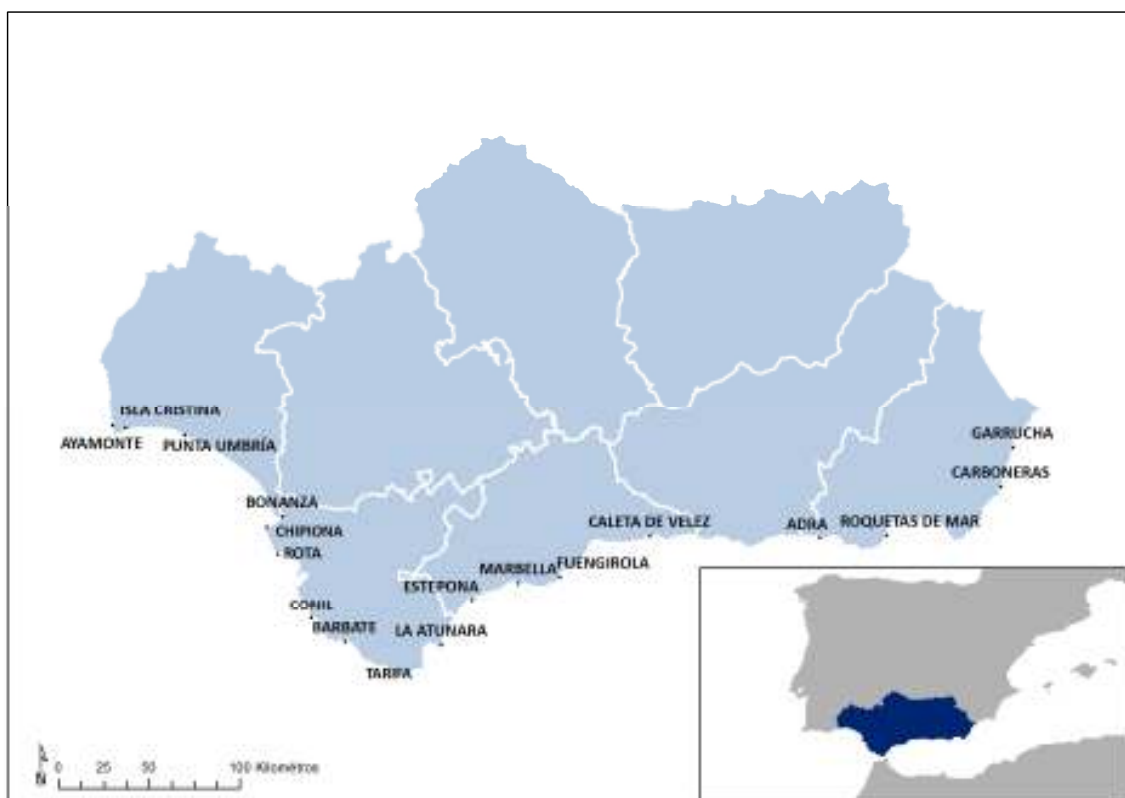 ISLA CRISTINA
AYAMONTE
PUNTA UMBRÍA
GARRUCHA
CARBONERAS
BONANZA
CHIPIONA
CALETA DE VELEZ
ADRA
ROQUETAS DE MAR
ROTA
MARBELLA
FUENGIROLA
ESTEPONA
CONIL
BARBATE
LA ATUNARA
TARIFA
N
0 25 50 100 Kilómetros